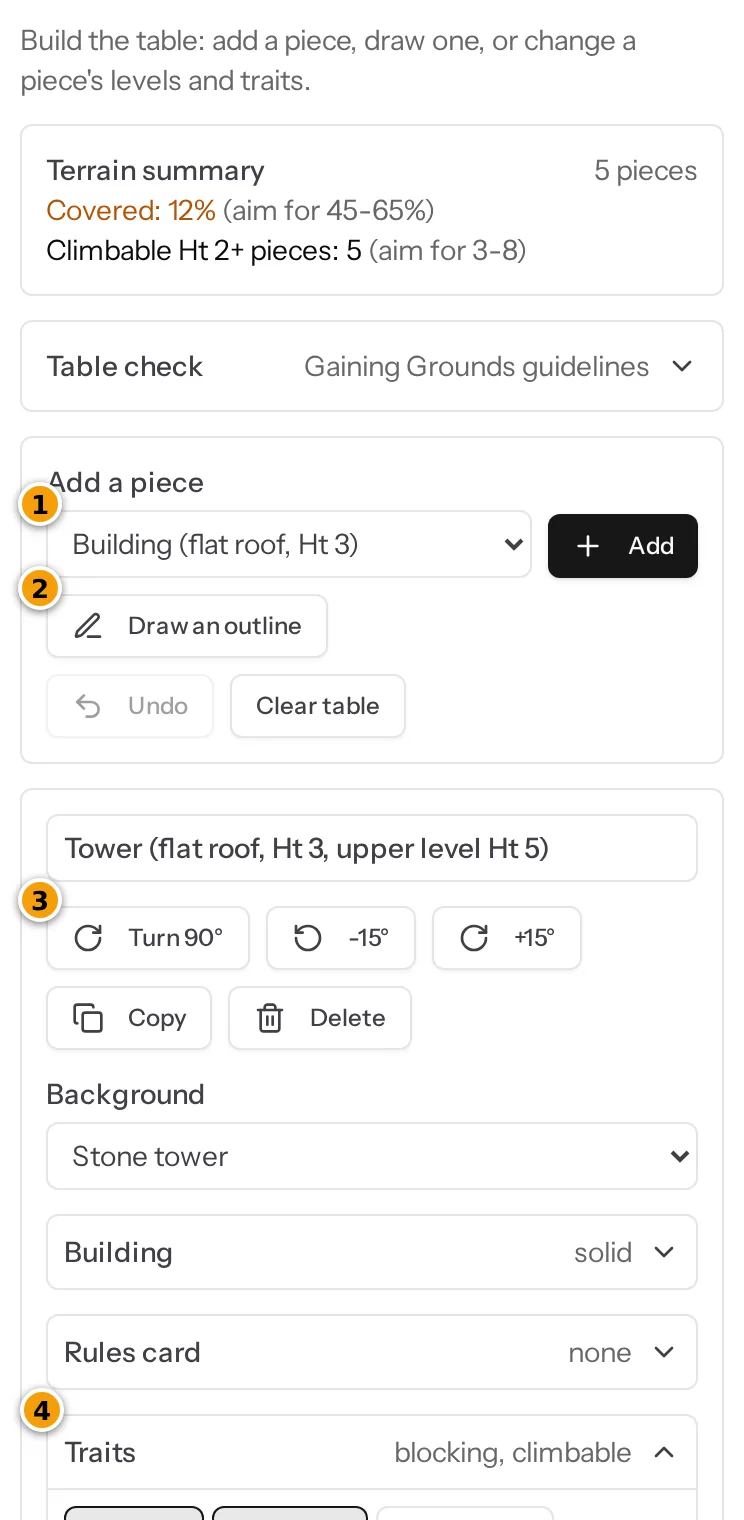 Build the table: add a piece, draw one, or change a
piece's levels and traits.
Terrain summary 5 pieces
Covered: 12% (aim for 45-65%)
Climbable Ht 2+ pieces: 5 (aim for 3-8)
Table check Gaining Grounds guidelines
Add a piece
1
Building (flat roof, Ht 3) Add
2
Draw an outline
Undo Clear table
Tower (flat roof, Ht 3, upper level Ht 5)
3
Turn 90° -15° +15°
Copy Delete
Background
Stone tower
Building solid
Rules card none
4
Traits blocking, climbable